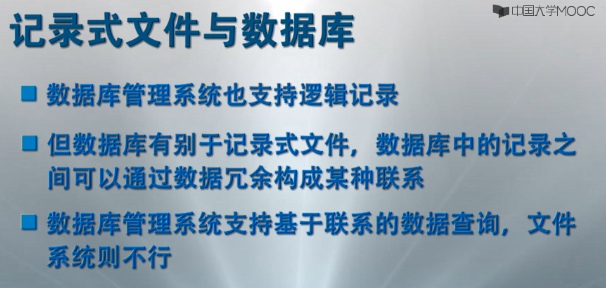 中国大学MOOC
记录式文件与数据库
数据库管理系统也支持逻辑记录
但数据库有别于记录式文件，数据库中的记录之
间可以通过数据冗余构成某种联系
数据库管理系统支持基于联系的数据查询，文件
系统则不行